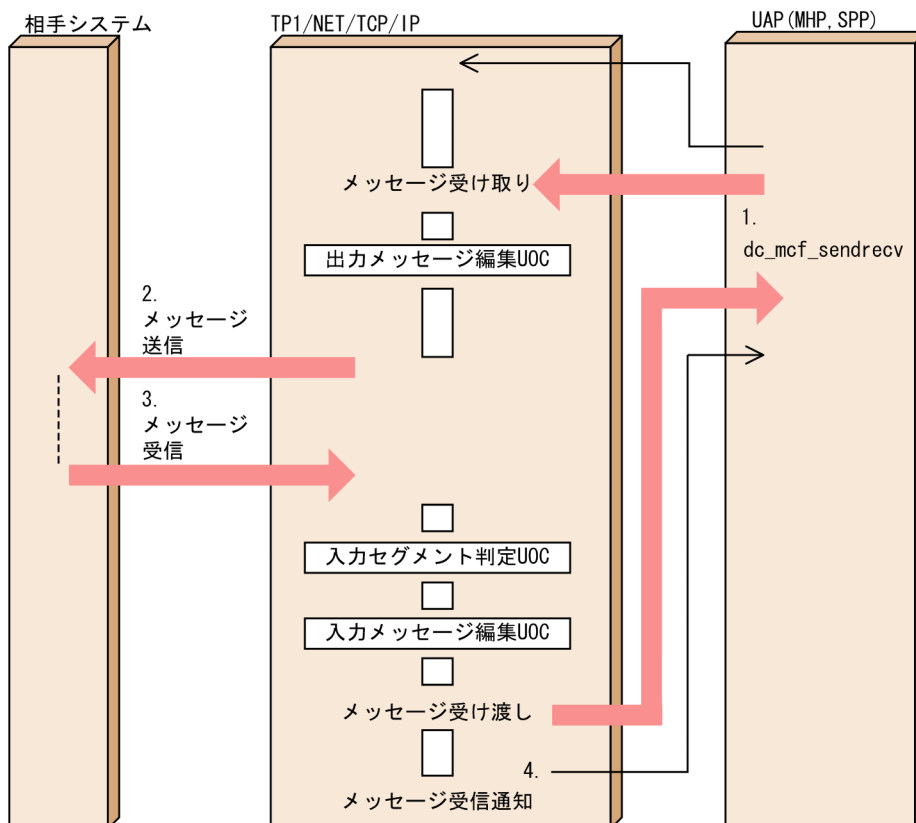 相手システム
TP1/NET/TCP/IP
UAP(MHP, SPP)
メッセージ受け取り
1.
dc_mcf_sendrecv
出力メッセージ編集UOC
2.
メッセージ
送信
3.
メッセージ
受信
入力セグメント判定UOC
入力メッセージ編集UOC
メッセージ受け渡し
4.
メッセージ受信通知